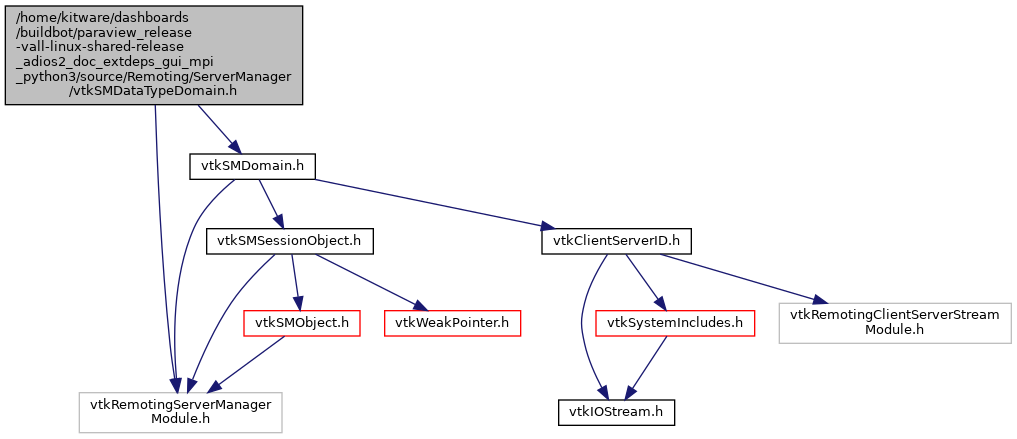 /home/kitware/dashboards
/buildbot/paraview_release
-vall-linux-shared-release
_adios2_doc_extdeps_gui_mpi
_python3/source/Remoting/ServerManager
/vtkSMDataTypeDomain.h
vtkSMDomain.h
vtkSMSessionObject.h
vtkClientServerID.h
vtkSMObject.h
vtkWeakPointer.h
vtkSystemIncludes.h
vtkRemotingClientServerStream
Module.h
vtkRemotingServerManager
Module.h
vtkIOStream.h